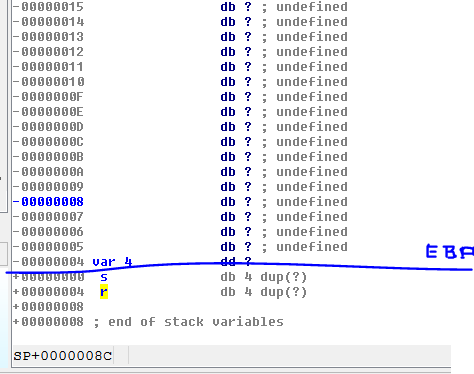 -00000015 db ? ; undefined
-00000014 db ? ; undefined
-00000013 db ? ; undefined
-00000012 db ? ; undefined
-00000011 db ? ; undefined
-00000010 db ? ; undefined
-0000000F db ? ; undefined
-0000000E db ? ; undefined
-0000000D db ? ; undefined
-0000000C db ? ; undefined
-0000000B db ? ; undefined
-0000000A db ? ; undefined
-00000009 db ? ; undefined
-00000008 db ? ; undefined
-00000007 db ? ; undefined
-00000006 db ? ; undefined
-00000005 db ? ; undefined
EBP
-00000004 var_4 dd ?
+00000000 s db 4 dup(?)
+00000004 r db 4 dup(?)
+00000008
+00000008 ; end of stack variables
SP+0000008C